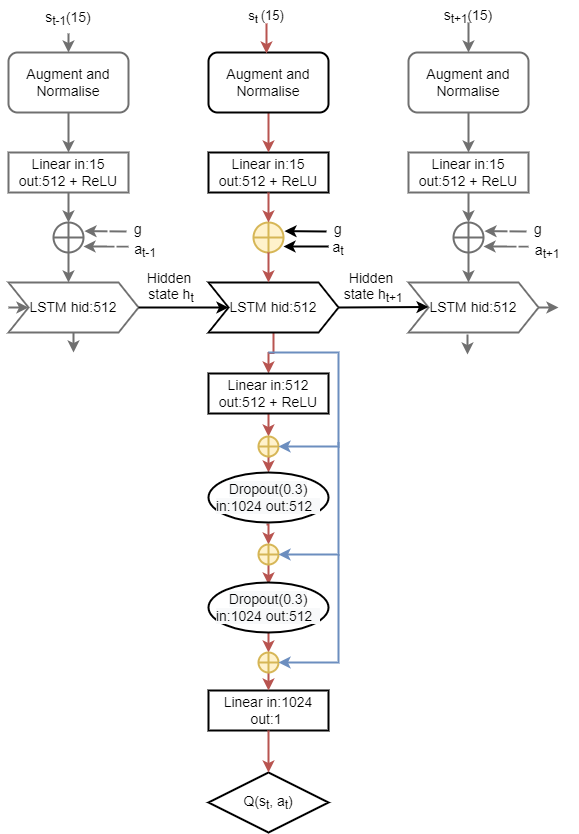 s_{t-1}(15)
s_t(15)
s_{t+1}(15)
Augment and
Normalise
Augment and
Normalise
Augment and
Normalise
Linear in:15
out:512 + ReLU
Linear in:15
out:512 + ReLU
Linear in:15
out:512 + ReLU
g
a_{t-1}
g
a_t
g
a_{t+1}
LSTM hid:512
Hidden
state h_t
LSTM hid:512
Hidden
state h_{t+1}
LSTM hid:512
Linear in:512
out:512 + ReLU
Dropout(0.3)
in:1024 out:512
Dropout(0.3)
in:1024 out:512
Linear in:1024
out:1
Q(s_t, a_t)